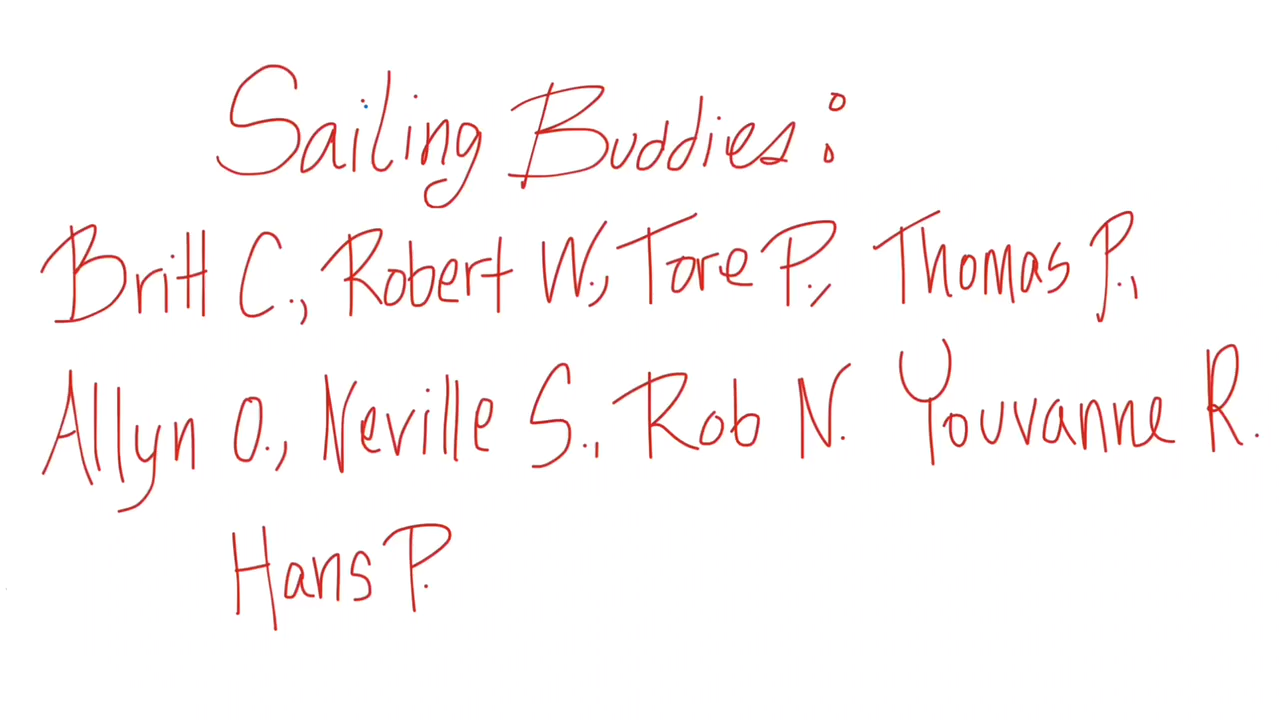 Sailing Buddies:
Britt C., Robert W., Tore P., Thomas P.,
Allyn O., Neville S., Rob N. Youvanne R.
Hans P.